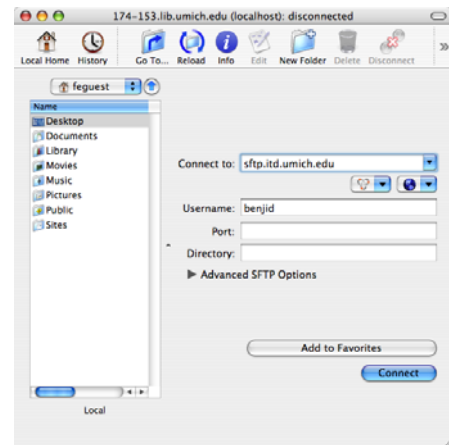 174-153.lib.umich.edu (localhost): disconnected
Local Home History Go To... Reload Info Edit New Folder Delete Disconnect
feguest
Name
Desktop
Documents
Library
Movies
Music
Pictures
Public
Sites
Local
Connect to: sftp.itd.umich.edu
Username: benjid
Port:
Directory:
Advanced SFTP Options
Add to Favorites
Connect